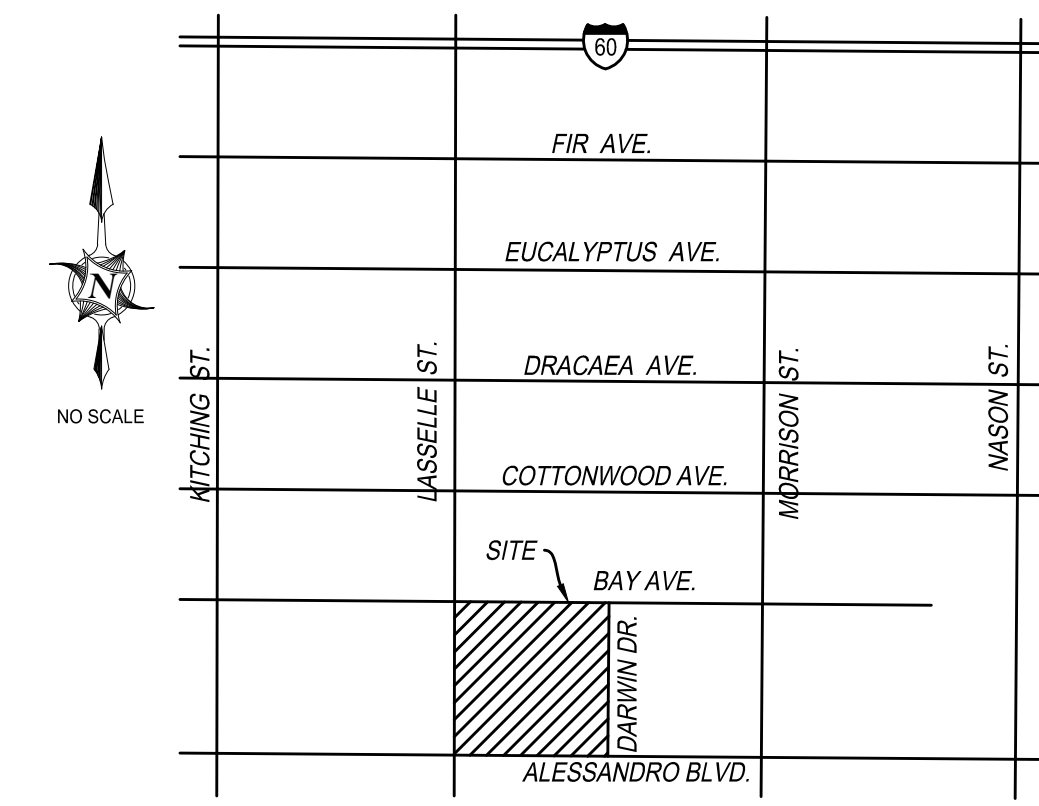 60
FIR AVE.
EUCALYPTUS AVE.
DRACAEA AVE.
KITCHING ST.
LASSELLE ST.
MORRISON ST.
NASON ST.
N
NO SCALE
COTTONWOOD AVE.
SITE
BAY AVE.
DARWIN DR.
ALESSANDRO BLVD.